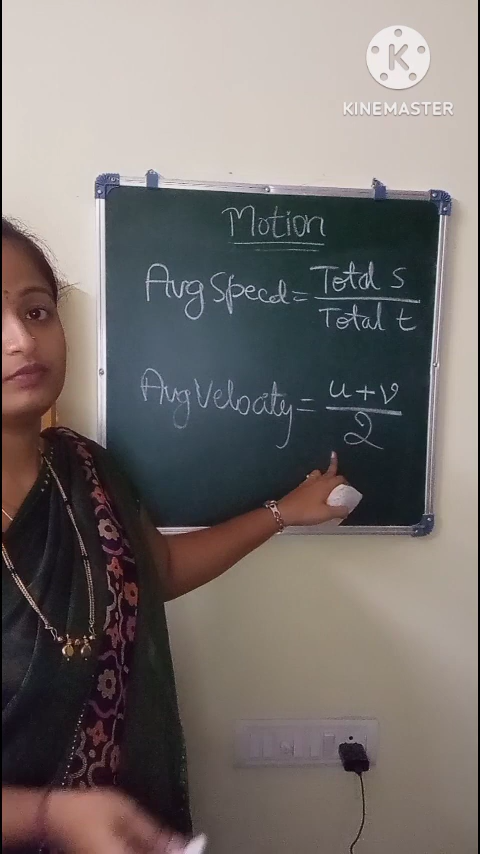 KINEMASTER
Motion
Avg Speed = Total s
Total t
Avg Velocity = u + v
2